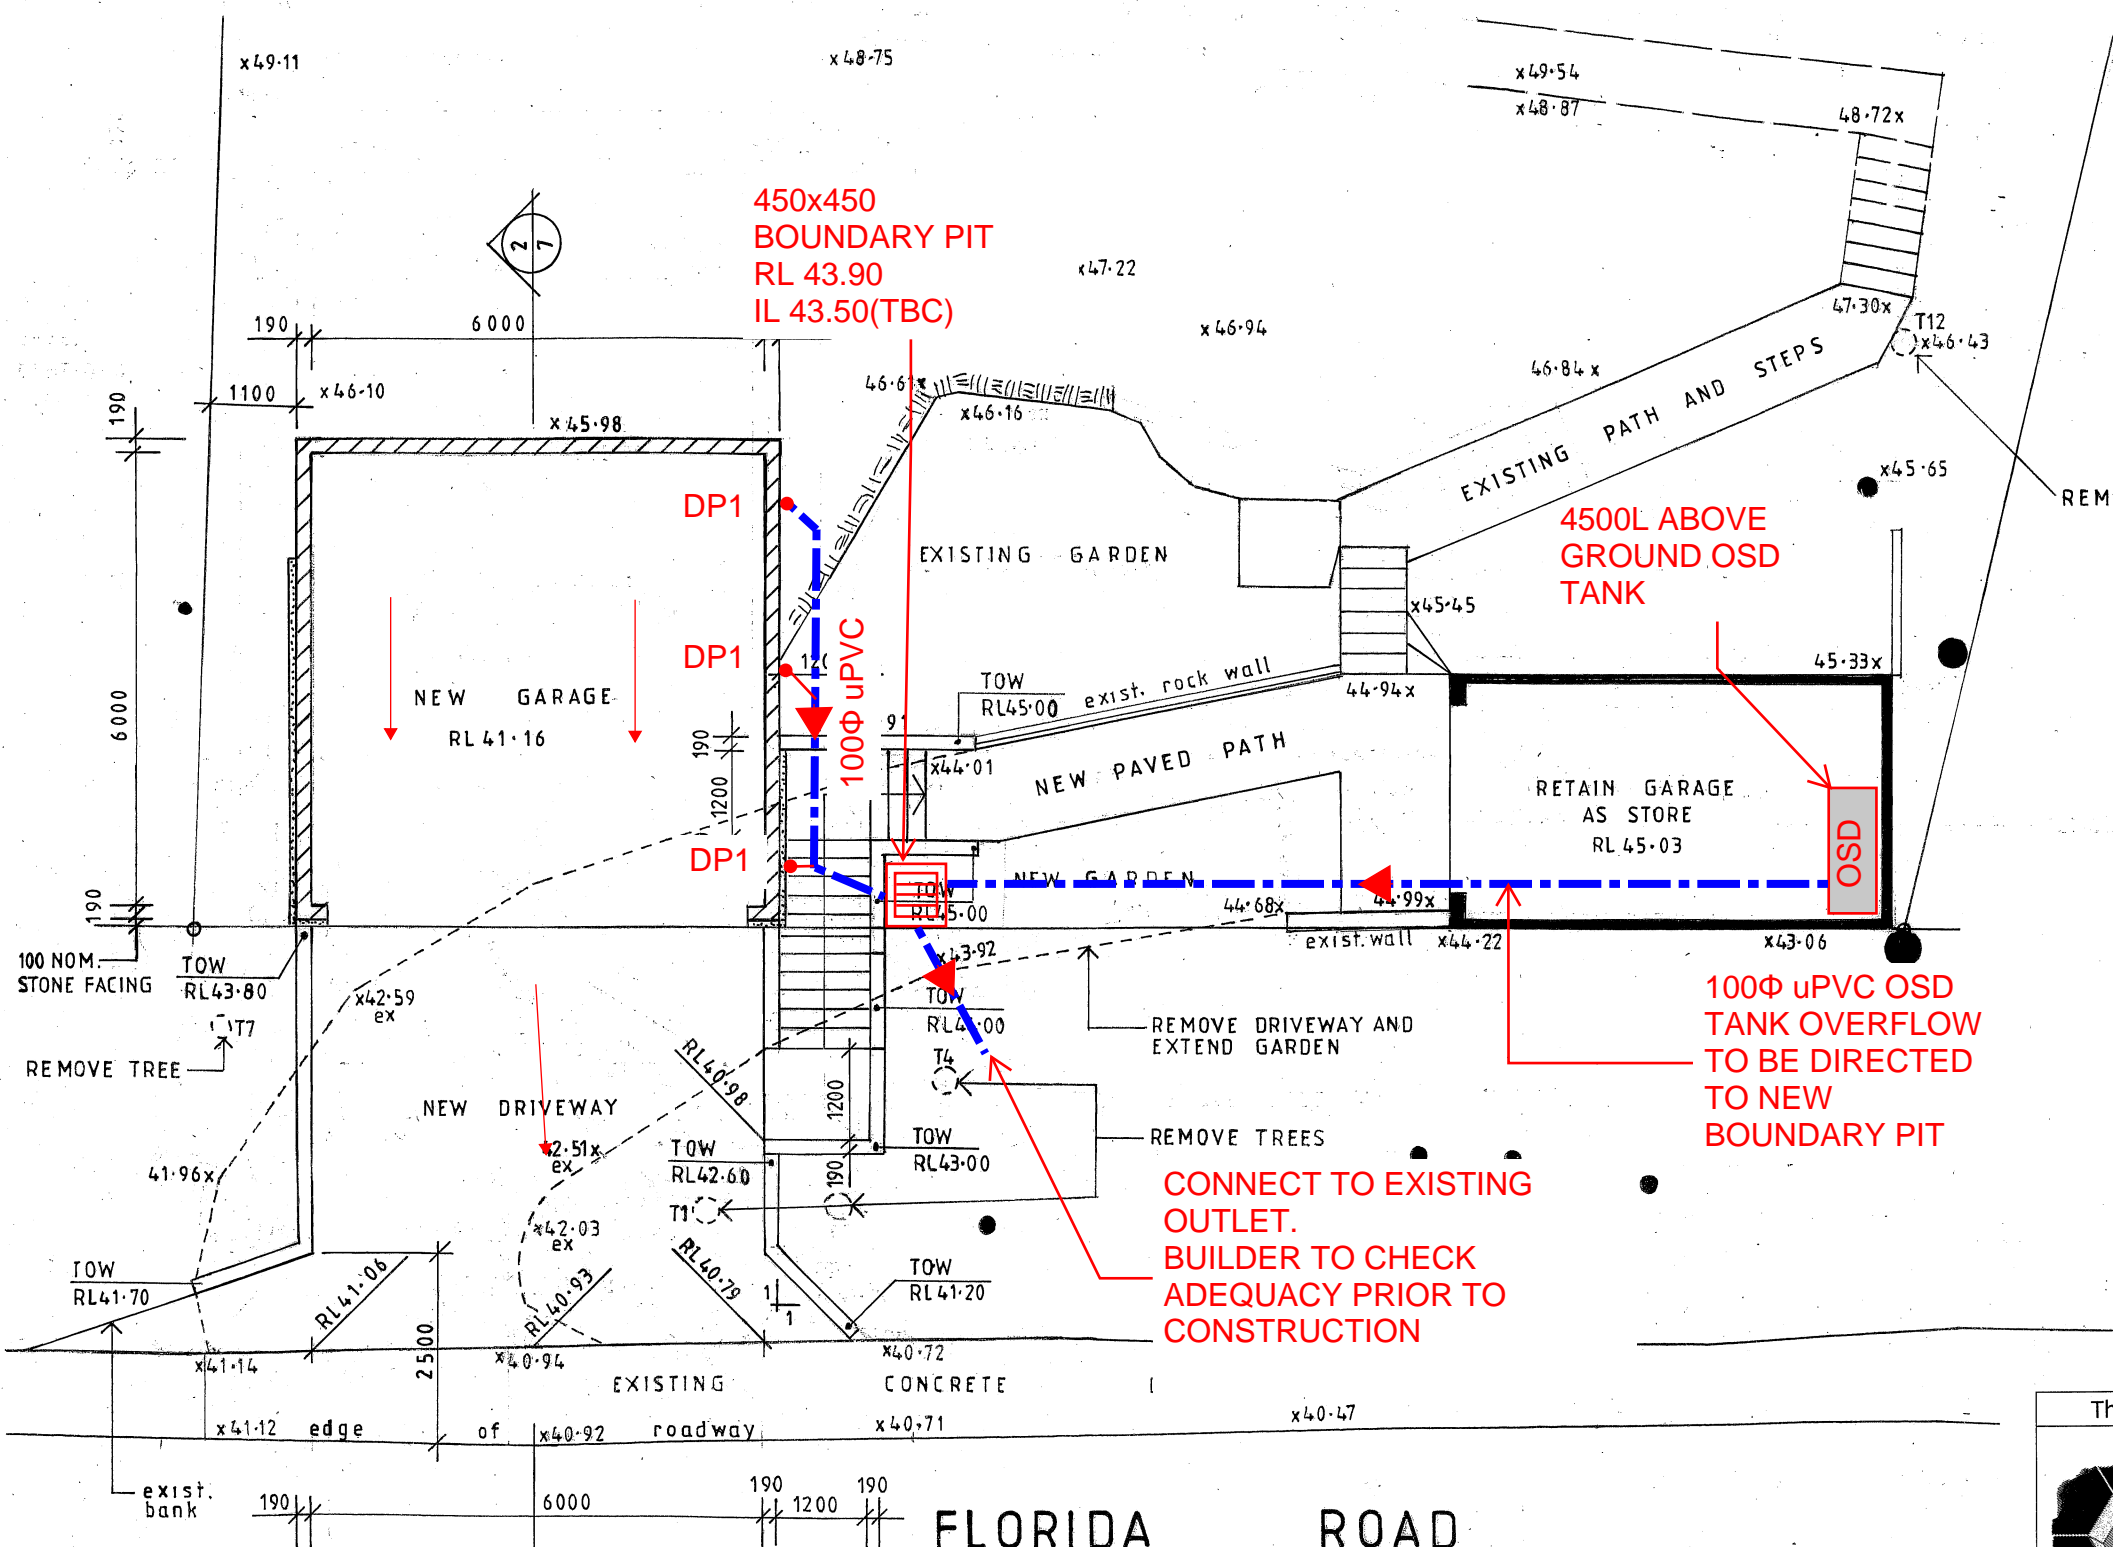 x49·11
x48·75
x49·54
x48·87
48·72x
450x450
BOUNDARY PIT
RL 43.90
IL 43.50(TBC)
2
7
x47·22
47·30x
T12
x46·43
190
6000
x46·94
1100
x46·10
46·61x
x46·16
46·84x
190
x45·98
EXISTING PATH AND STEPS
x45·65
REM
DP1
4500L ABOVE
GROUND OSD
TANK
EXISTING GARDEN
x45·45
DP1
100Φ uPVC
TOW
RL45·00
exist. rock wall
44·94x
45·33x
6000
NEW GARAGE
RL 41·16
190
1200
x44·01
NEW PAVED PATH
RETAIN GARAGE
AS STORE
RL 45·03
OSD
DP1
190
TOW
RL45·00
NEW GARDEN
44·68x
44·99x
exist. wall
x44·22
x43·06
100 NOM.
STONE FACING
TOW
RL43·80
x43·92
x42·59
ex
T7
REMOVE TREE
TOW
REMOVE DRIVEWAY AND
EXTEND GARDEN
100Φ uPVC OSD
TANK OVERFLOW
TO BE DIRECTED
TO NEW
BOUNDARY PIT
RL40·98
T4
1200
NEW DRIVEWAY
42·51x
ex
TOW
RL43·00
REMOVE TREES
TOW
RL42·60
190
41·96x
T1
x42·03
ex
CONNECT TO EXISTING
OUTLET.
BUILDER TO CHECK
ADEQUACY PRIOR TO
CONSTRUCTION
TOW
RL41·70
RL41·06
RL40·93
RL40·79
1
1
TOW
RL41·20
2500
x41·14
x40·94
x40·72
EXISTING CONCRETE
x41·12 edge of x40·92 roadway
x40·71
x40·47
Th
exist.
bank
190
6000
190
1200
190
FLORIDA ROAD